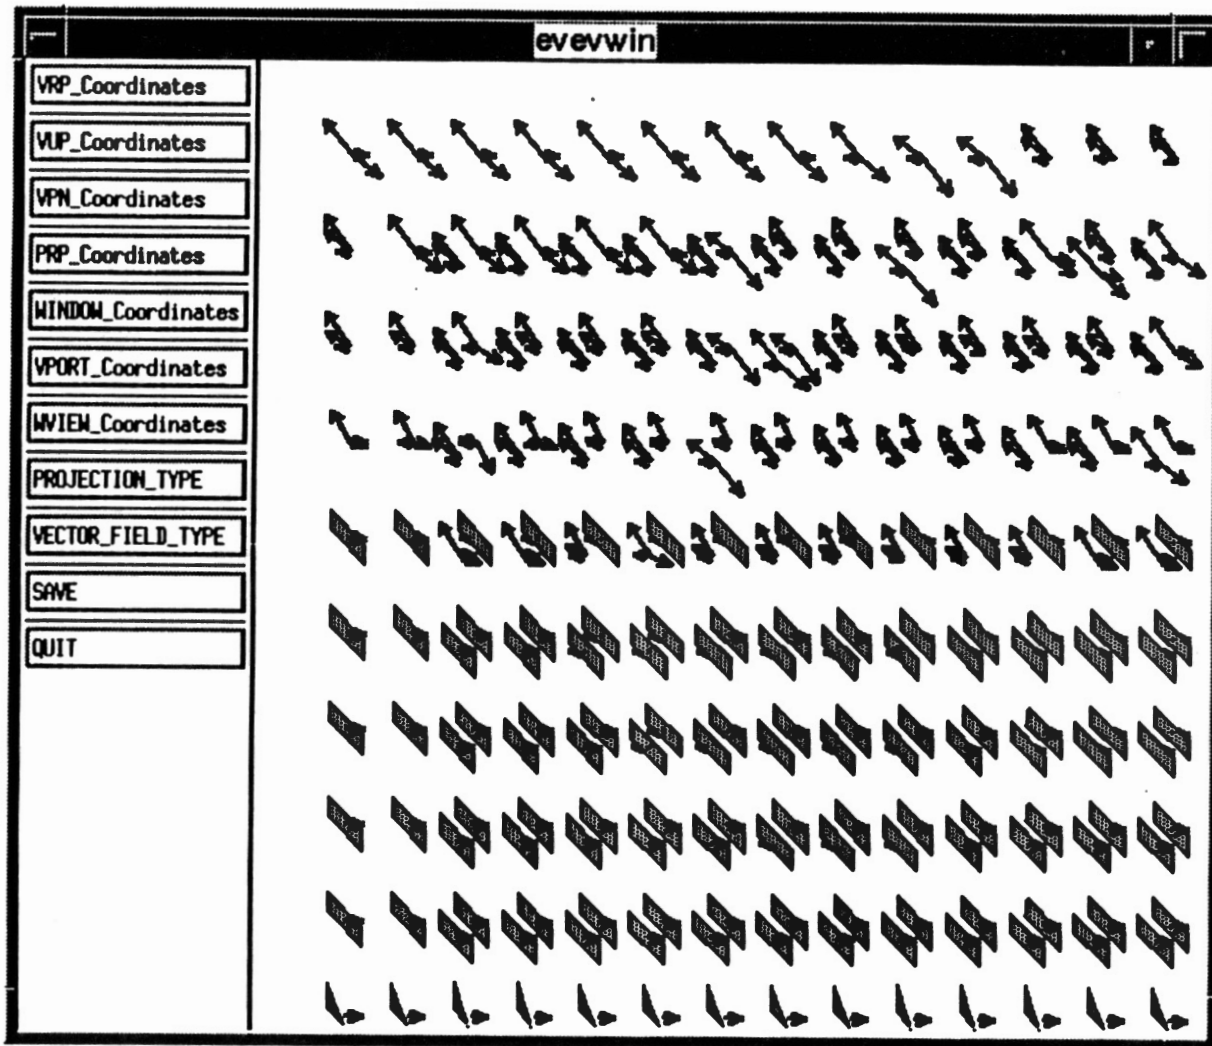 evevwin
VRP_Coordinates
VUP_Coordinates
VPN_Coordinates
PRP_Coordinates
WINDOW_Coordinates
VPORT_Coordinates
WVIEW_Coordinates
PROJECTION_TYPE
VECTOR_FIELD_TYPE
SAVE
QUIT